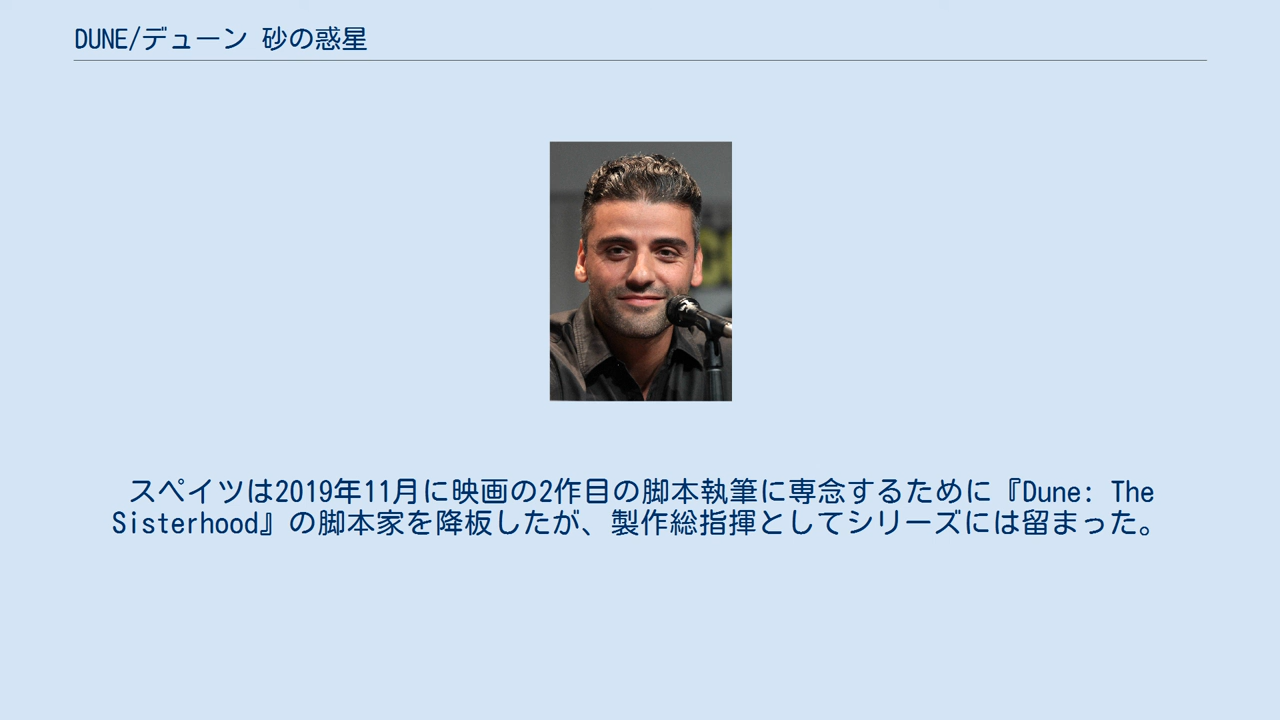 DUNE/デューン 砂の惑星
スペイツは2019年11月に映画の2作目の脚本執筆に専念するために『Dune: The
Sisterhood』の脚本家を降板したが、製作総指揮としてシリーズには留まった。